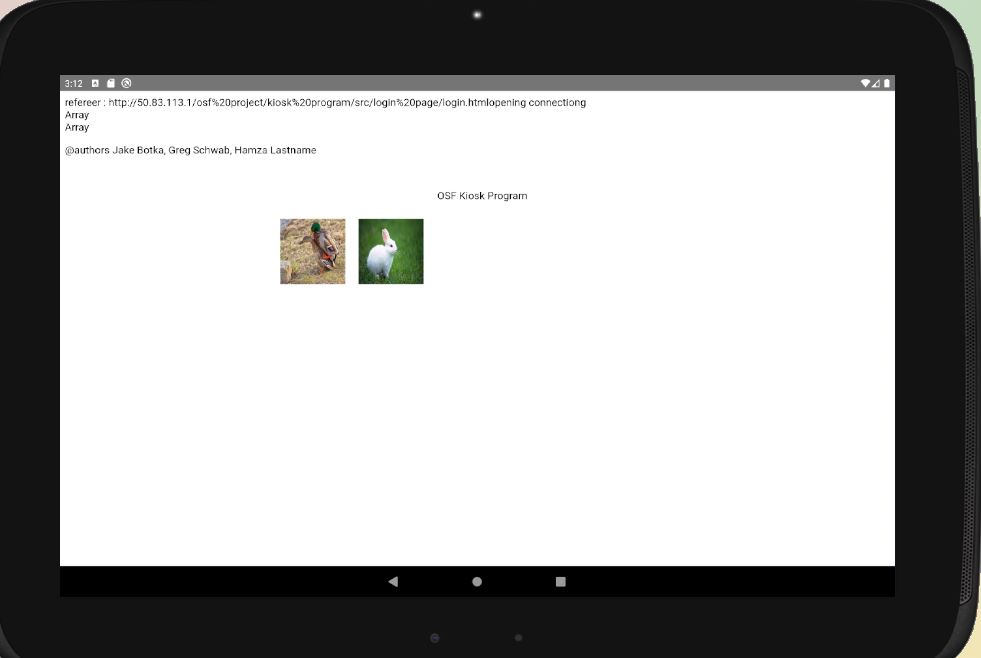 3:12
refereer : http://50.83.113.1/osf%20project/kiosk%20program/src/login%20page/login.htmlopening connectiong
Array
Array
@authors Jake Botka, Greg Schwab, Hamza Lastname
OSF Kiosk Program